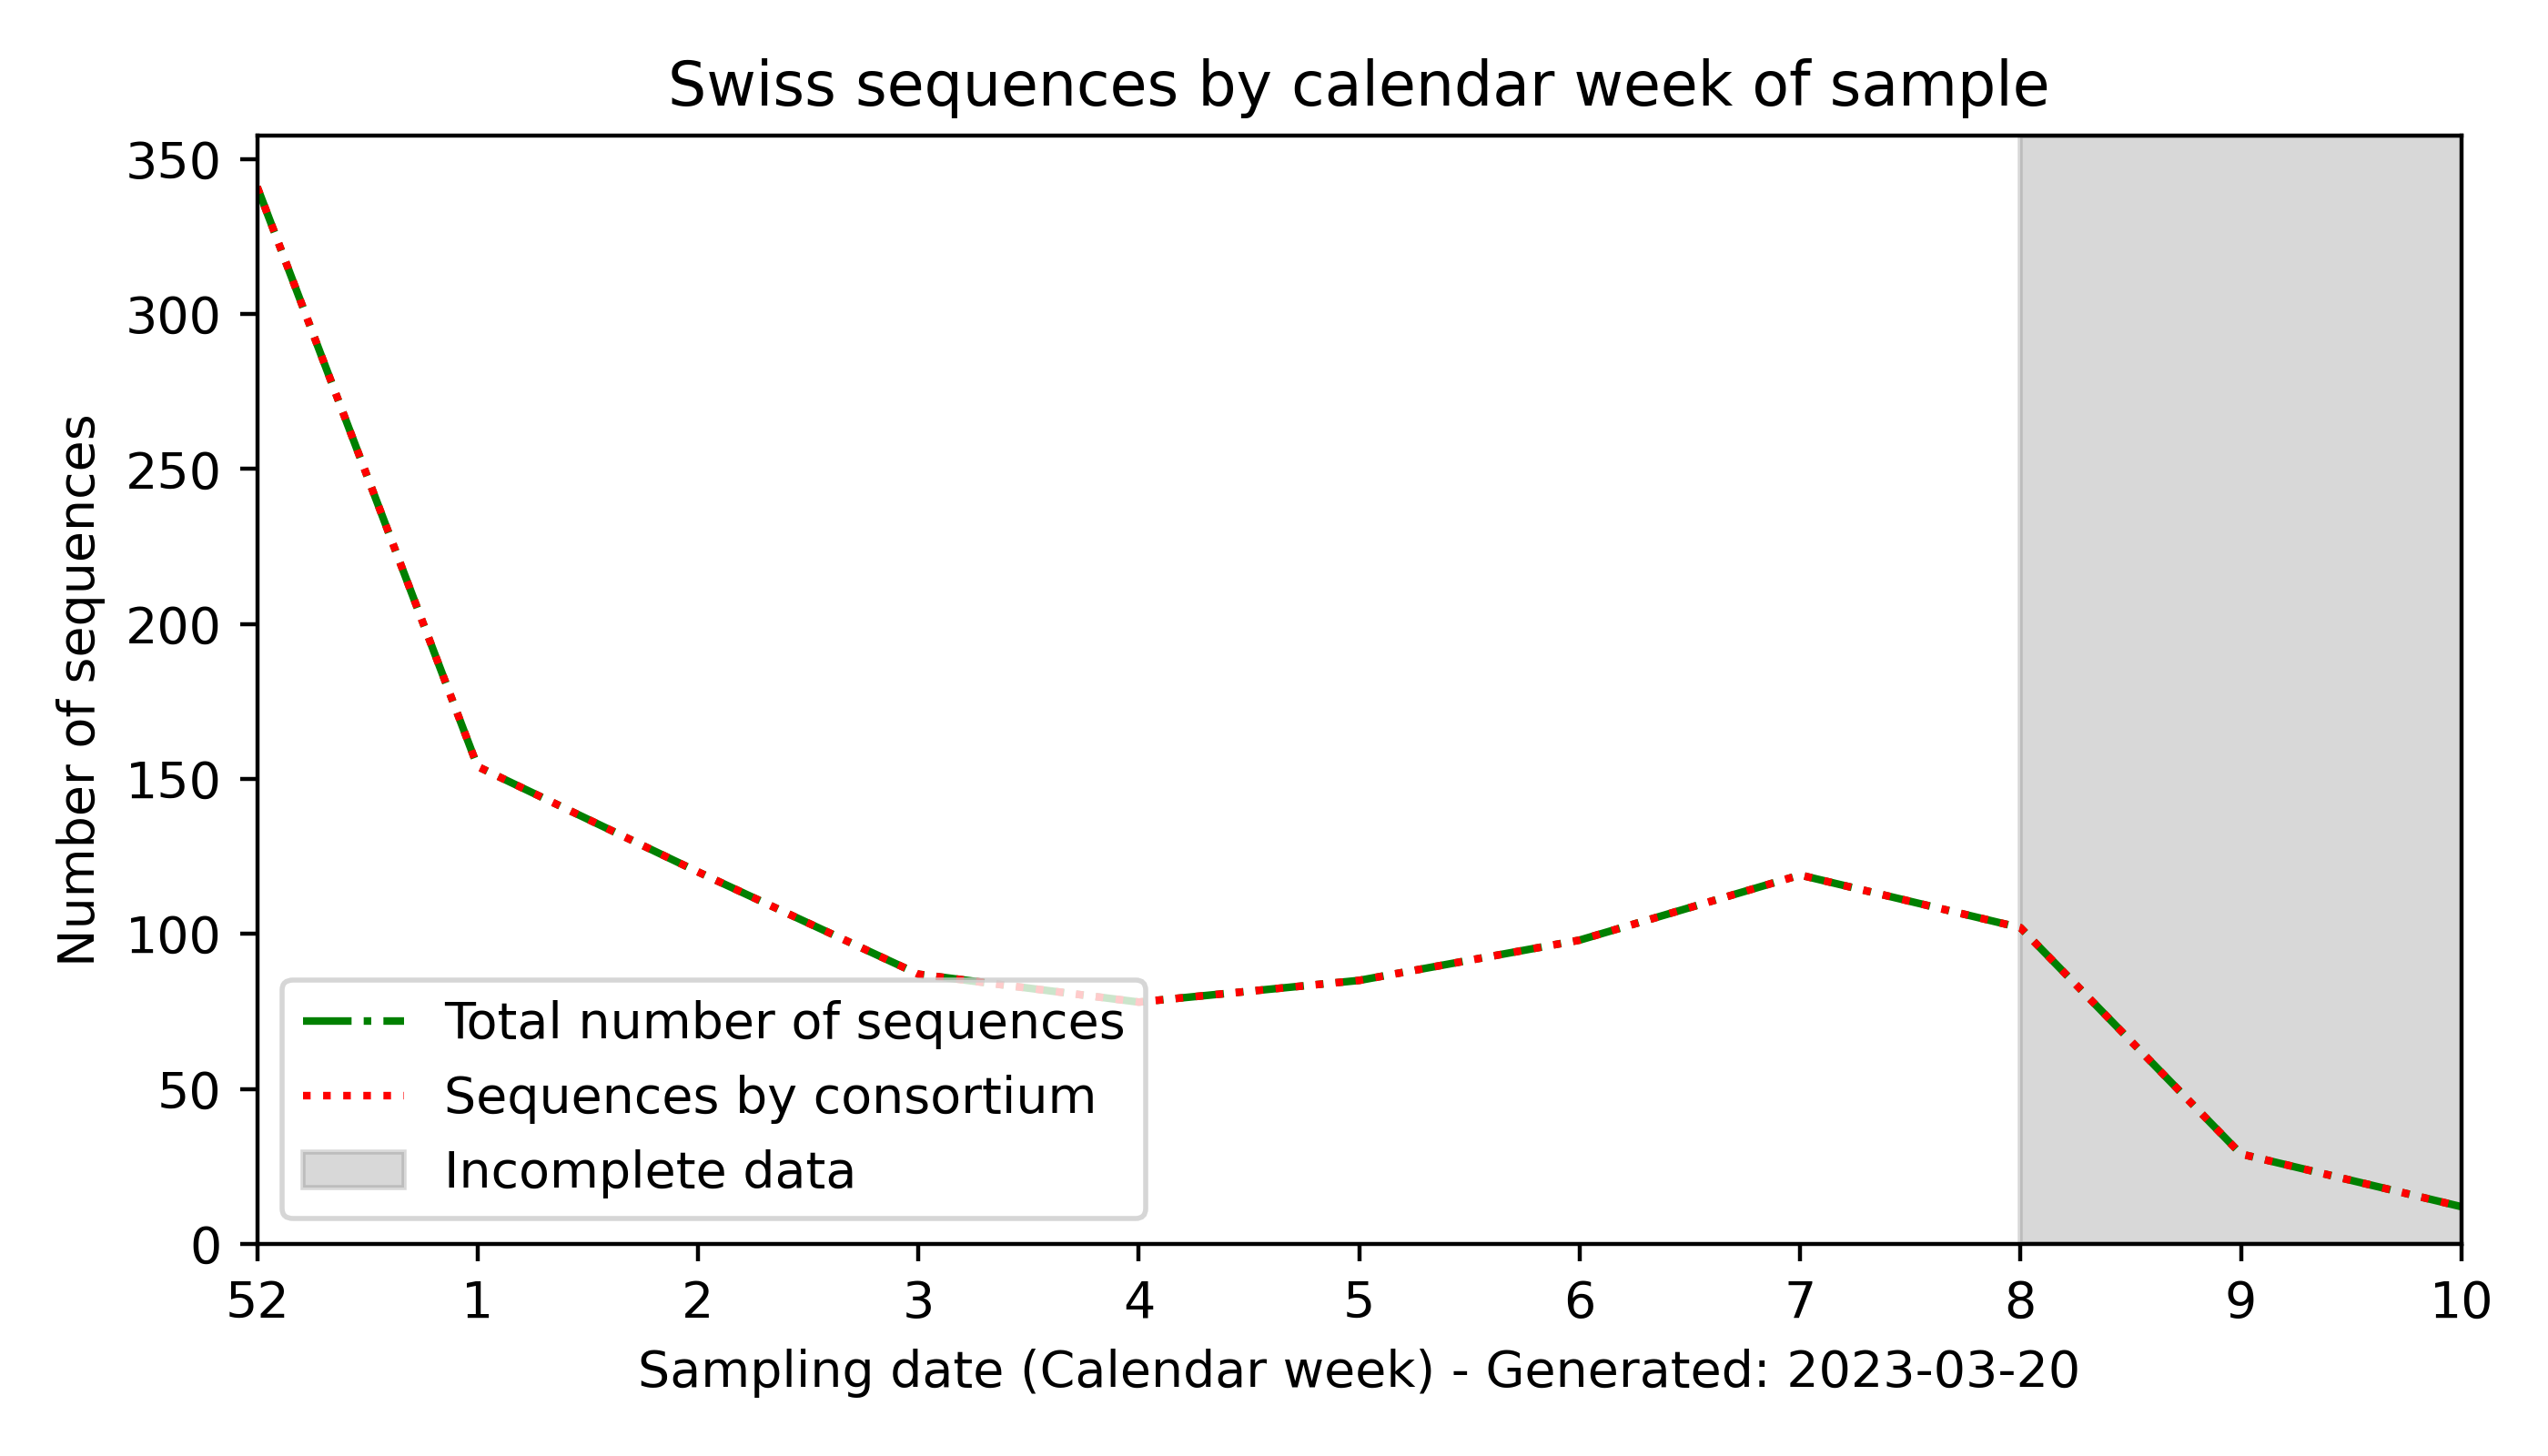 Swiss sequences by calendar week of sample
Number of sequences
350
300
250
200
150
100
50
0
Total number of sequences
Sequences by consortium
Incomplete data
52 1 2 3 4 5 6 7 8 9 10
Sampling date (Calendar week) - Generated: 2023-03-20